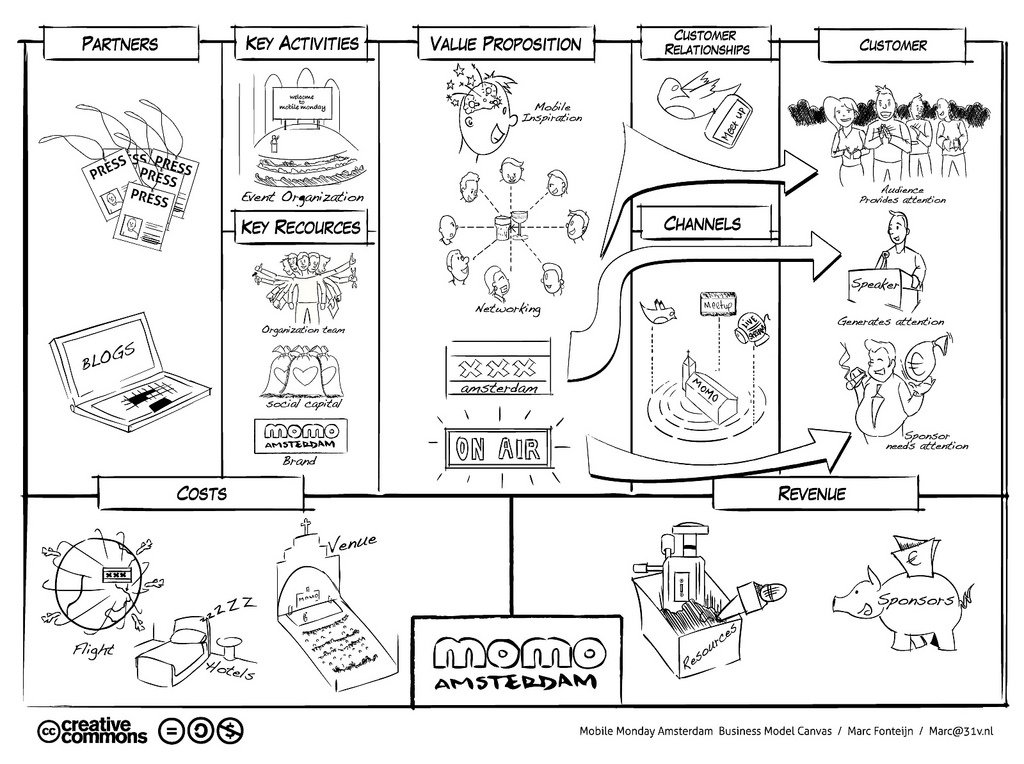 PARTNERS
PRESS
SS
PRESS
PRESS
PRESS
BLOGS
KEY ACTIVITIES
welcome
to
mobile monday
EVENT ORGANIZATION
KEY RECOURCES
Organization team
social capital
momo
AMSTERDAM
Brand
VALUE PROPOSITION
Mobile
Inspiration
Networking
XXX
amsterdam
ON AIR
CUSTOMER
RELATIONSHIPS
Meet up
CHANNELS
Meetup
LIVE
MOMO
CUSTOMER
Audience
Provides attention
Speaker
Generates attention
€
Sponsor
needs attention
COSTS
XXX
Flight
zZZZ
Hotels
Venue
MOMO
REVENUE
Resources
€
Sponsors
momo
AMSTERDAM
cc creative
commons
Mobile Monday Amsterdam Business Model Canvas / Marc Fonteijn / Marc@31v.nl